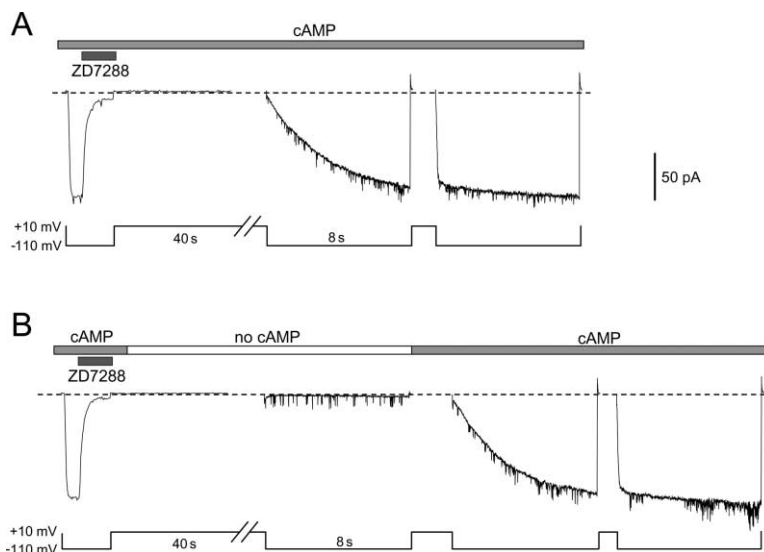 A
cAMP
ZD7288
50 pA
+10 mV
-110 mV
40 s
8 s
B
cAMP
no cAMP
cAMP
ZD7288
+10 mV
-110 mV
40 s
8 s